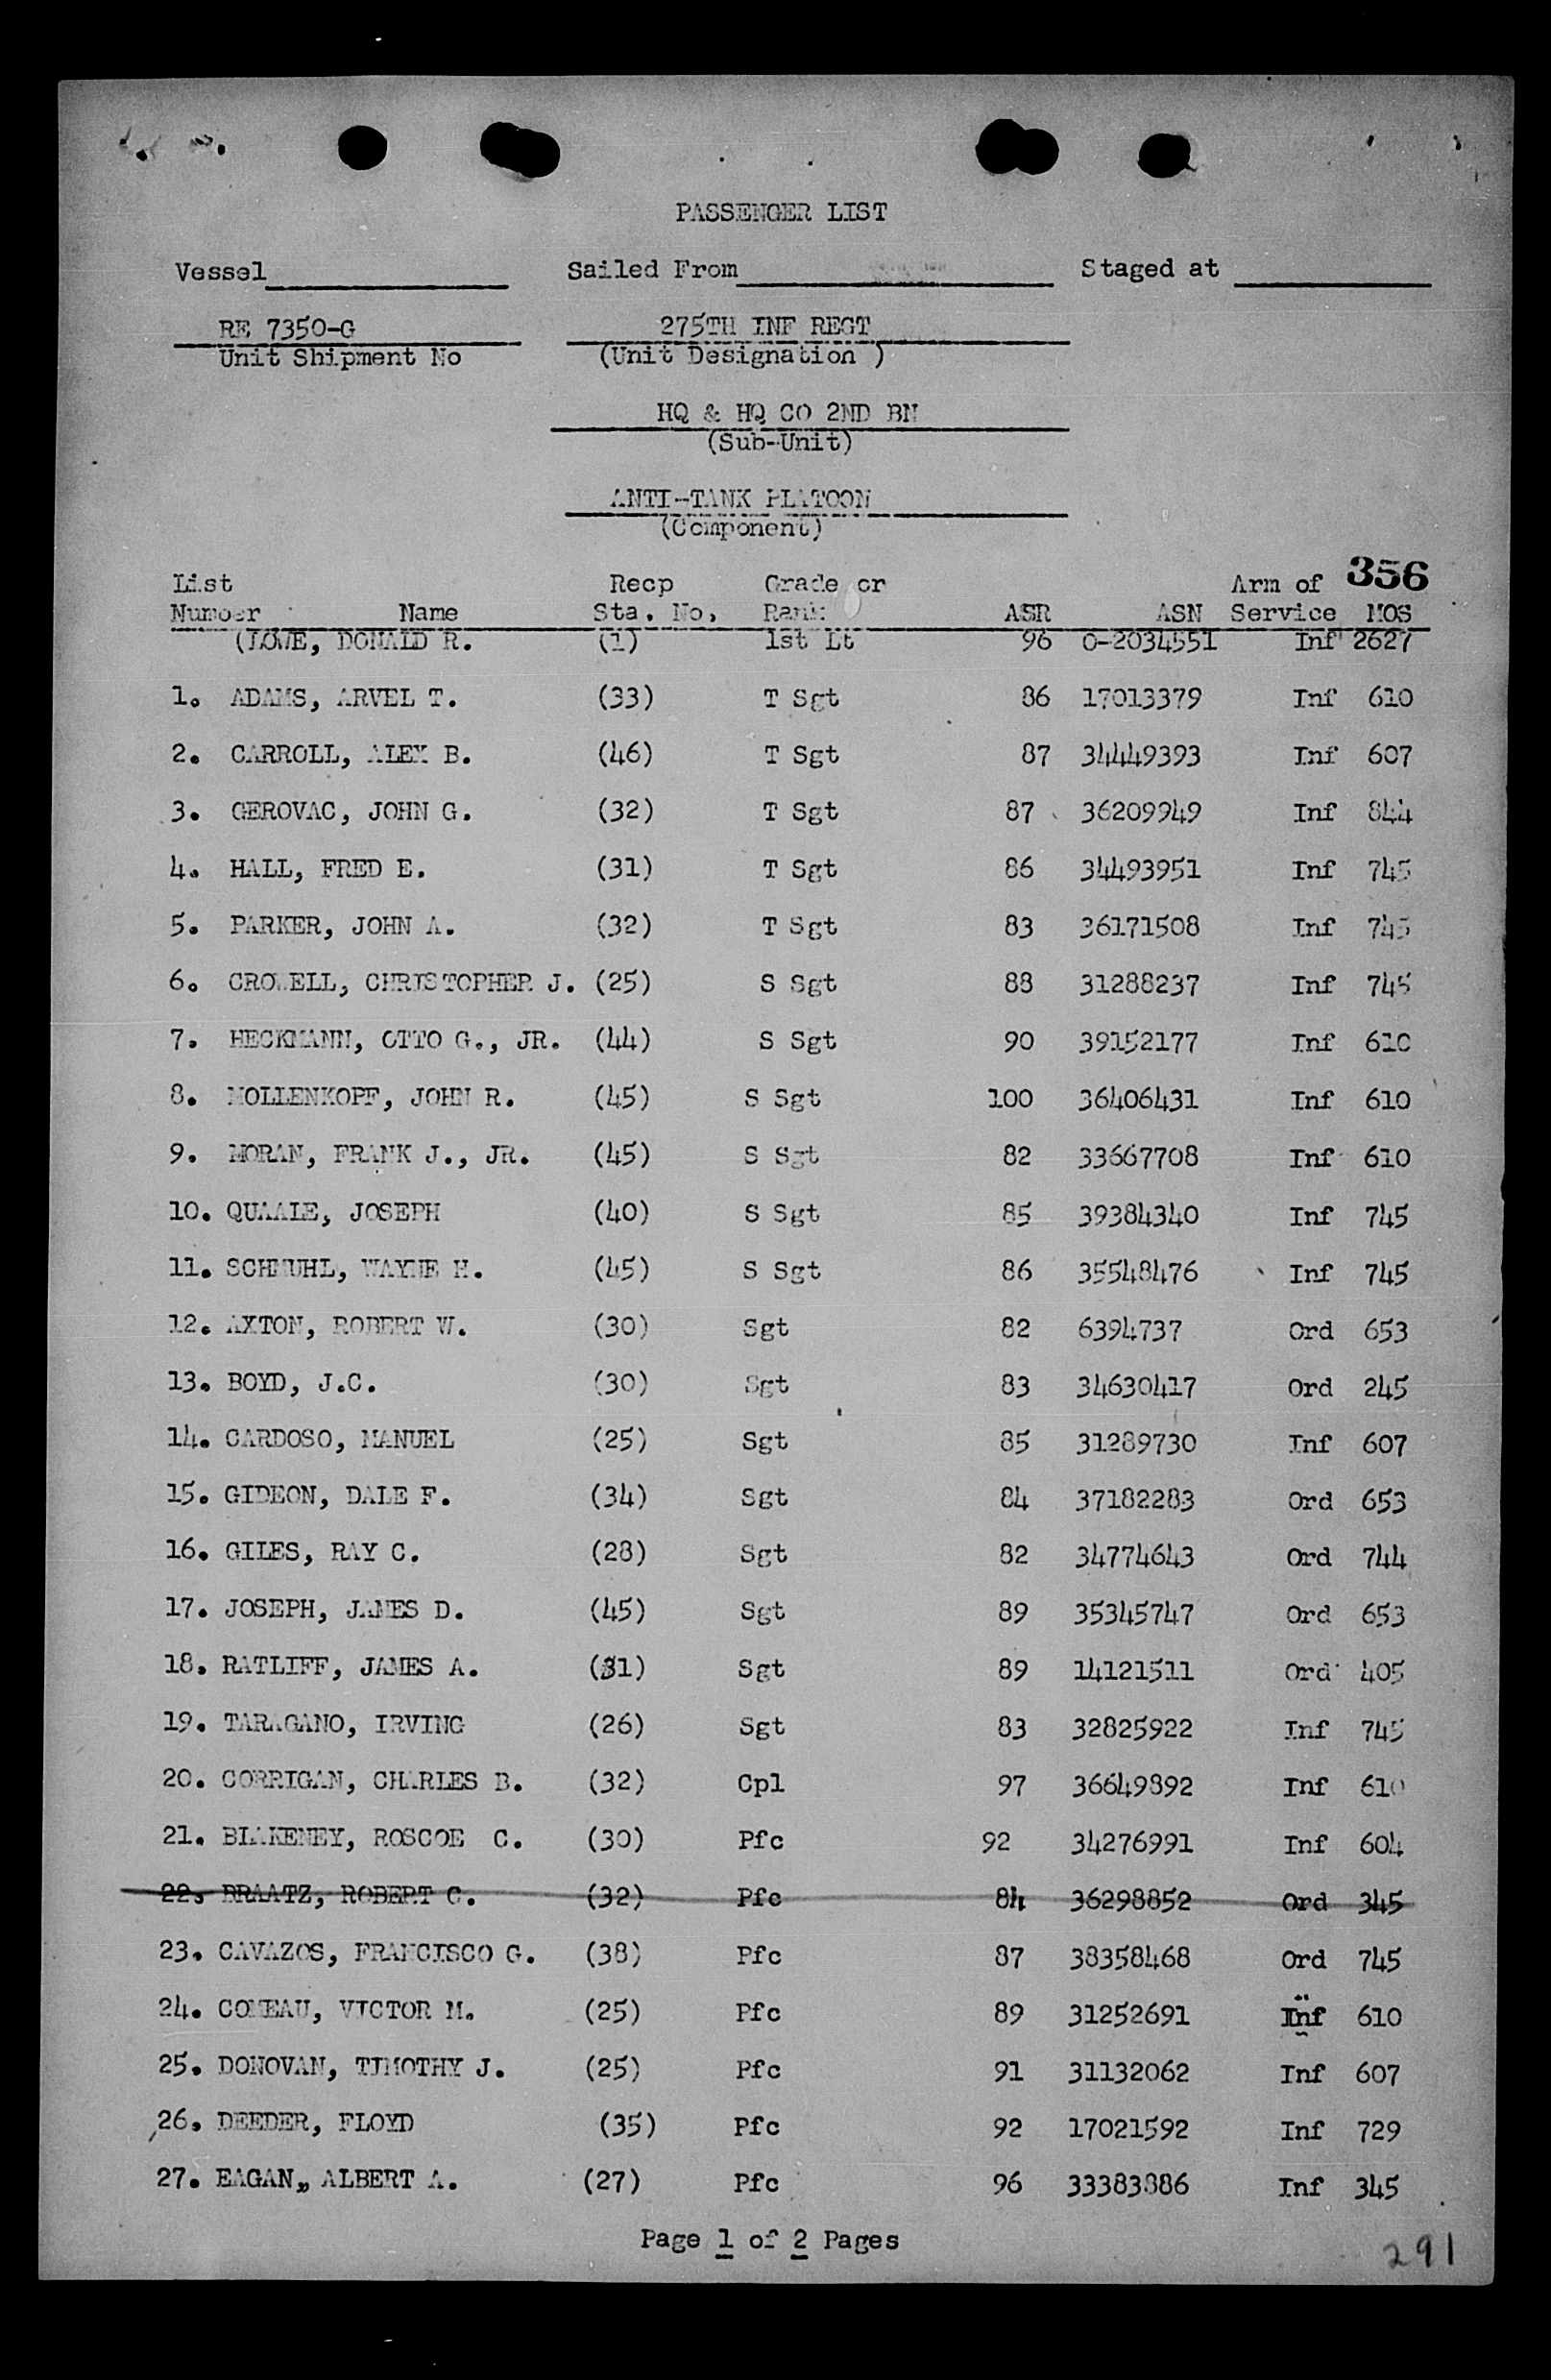 PASSENGER LIST
Vessel Sailed From Staged at
RE 7350-G 275TH INF REGT
Unit Shipment No (Unit Designation )
HQ & HQ CO 2ND BN
(Sub-Unit)
ANTI-TANK PLATOON
(Component)
List Recp Grade or Arm of 356
Number Name Sta. No, Rank ASR ASN Service MOS
(LOWE, DONALD R. (1) 1st Lt 96 O-2034551 Inf 2627
1. ADAMS, ARVEL T. (33) T Sgt 86 17013379 Inf 610
2. CARROLL, ALEX B. (46) T Sgt 87 34449393 Inf 607
3. GEROVAC, JOHN G. (32) T Sgt 87 36209949 Inf 844
4. HALL, FRED E. (31) T Sgt 86 34493951 Inf 745
5. PARKER, JOHN A. (32) T Sgt 83 36171508 Inf 745
6. CROWELL, CHRISTOPHER J. (25) S Sgt 88 31288237 Inf 745
7. HECKMANN, OTTO G., JR. (44) S Sgt 90 39152177 Inf 610
8. MOLLENKOPF, JOHN R. (45) S Sgt 100 36406431 Inf 610
9. MORAN, FRANK J., JR. (45) S Sgt 82 33667708 Inf 610
10. QUAALE, JOSEPH (40) S Sgt 85 39384340 Inf 745
11. SCHMUHL, WAYNE H. (45) S Sgt 86 35548476 Inf 745
12. AXTON, ROBERT W. (30) Sgt 82 6394737 Ord 653
13. BOYD, J.C. (30) Sgt 83 34630417 Ord 245
14. CARDOSO, MANUEL (25) Sgt 85 31289730 Inf 607
15. GIDEON, DALE F. (34) Sgt 84 37182283 Ord 653
16. GILES, RAY C. (28) Sgt 82 34774643 Ord 744
17. JOSEPH, JAMES D. (45) Sgt 89 35345747 Ord 653
18. RATLIFF, JAMES A. (31) Sgt 89 14121511 Ord 405
19. TARAGANO, IRVING (26) Sgt 83 32825922 Inf 745
20. CORRIGAN, CHARLES B. (32) Cpl 97 36649892 Inf 610
21. BLAKENEY, ROSCOE C. (30) Pfc 92 34276991 Inf 604
22. BRAATZ, ROBERT C. (32) Pfc 84 36298852 Ord 345
23. CAVAZOS, FRANCISCO G. (38) Pfc 87 38358468 Ord 745
24. COMEAU, VICTOR M. (25) Pfc 89 31252691 Inf 610
25. DONOVAN, TIMOTHY J. (25) Pfc 91 31132062 Inf 607
26. DEEDER, FLOYD (35) Pfc 92 17021592 Inf 729
27. EAGAN, ALBERT A. (27) Pfc 96 33383886 Inf 345
Page 1 of 2 Pages
291